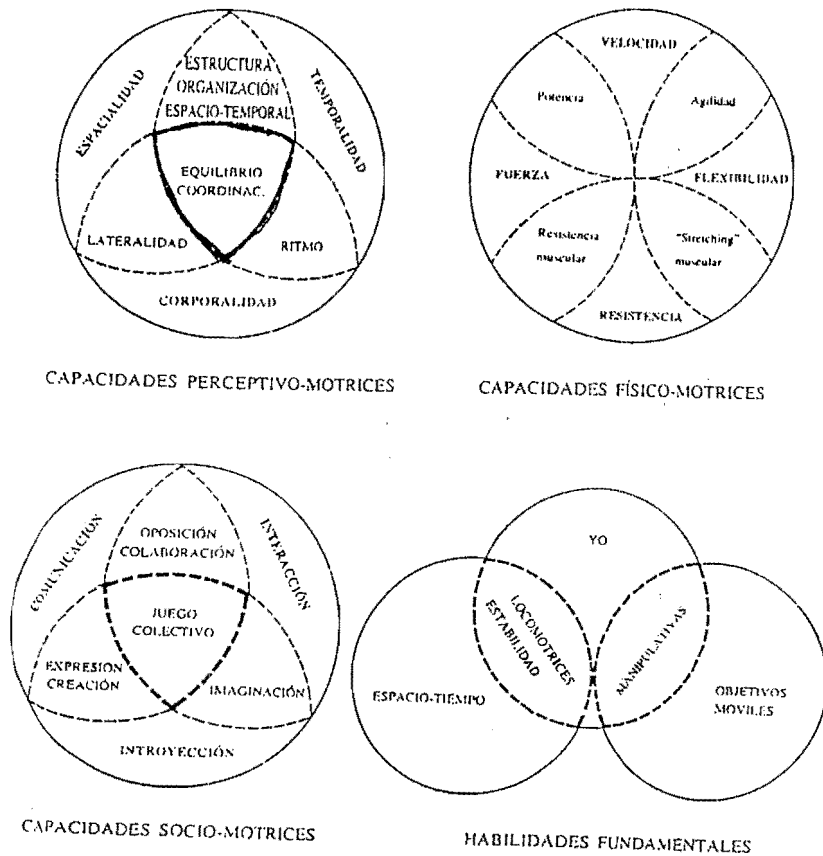 ESTRUCTURA
ORGANIZACIÓN
ESPACIO-TEMPORAL
ESPACIALIDAD
TEMPORALIDAD
EQUILIBRIO
COORDINAC.
LATERALIDAD
RITMO
CORPORALIDAD
CAPACIDADES PERCEPTIVO-MOTRICES
VELOCIDAD
Potencia
Agilidad
FUERZA
FLEXIBILIDAD
Resistencia
muscular
"Stretching"
muscular
RESISTENCIA
CAPACIDADES FÍSICO-MOTRICES
COMUNICACION
OPOSICIÓN
COLABORACIÓN
INTERACCIÓN
JUEGO
COLECTIVO
EXPRESION
CREACIÓN
IMAGINACIÓN
INTROYECCIÓN
CAPACIDADES SOCIO-MOTRICES
YO
LOCOMOTRICES
ESTABILIDAD
MANIPULATIVAS
ESPACIO-TIEMPO
OBJETIVOS
MOVILES
HABILIDADES FUNDAMENTALES